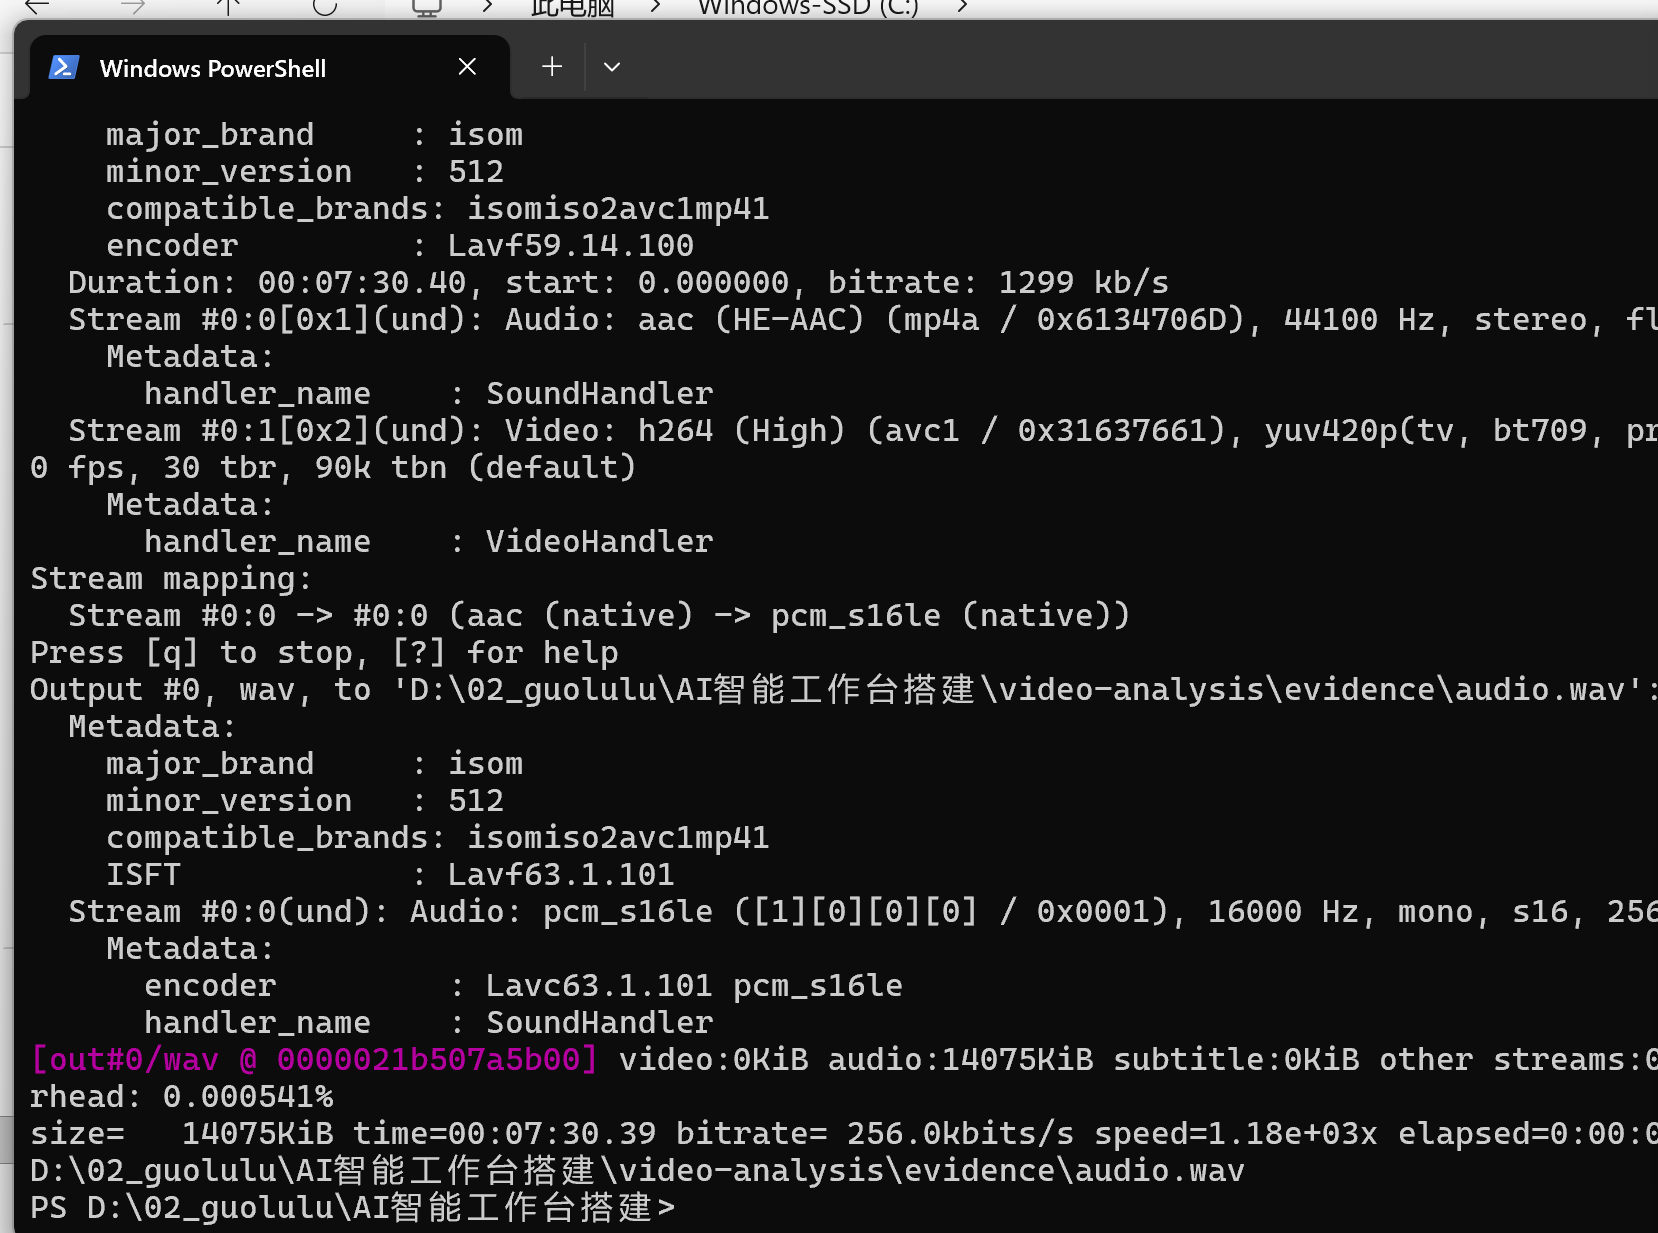 此电脑 > Windows-SSD (C:) >
Windows PowerShell
major_brand     : isom
minor_version   : 512
compatible_brands: isomiso2avc1mp41
encoder         : Lavf59.14.100
Duration: 00:07:30.40, start: 0.000000, bitrate: 1299 kb/s
Stream #0:0[0x1](und): Audio: aac (HE-AAC) (mp4a / 0x6134706D), 44100 Hz, stereo, fl
Metadata:
handler_name    : SoundHandler
Stream #0:1[0x2](und): Video: h264 (High) (avc1 / 0x31637661), yuv420p(tv, bt709, pr
0 fps, 30 tbr, 90k tbn (default)
Metadata:
handler_name    : VideoHandler
Stream mapping:
Stream #0:0 -> #0:0 (aac (native) -> pcm_s16le (native))
Press [q] to stop, [?] for help
Output #0, wav, to 'D:\02_guolulu\AI智能工作台搭建\video-analysis\evidence\audio.wav':
Metadata:
major_brand     : isom
minor_version   : 512
compatible_brands: isomiso2avc1mp41
ISFT            : Lavf63.1.101
Stream #0:0(und): Audio: pcm_s16le ([1][0][0][0] / 0x0001), 16000 Hz, mono, s16, 256
Metadata:
encoder         : Lavc63.1.101 pcm_s16le
handler_name    : SoundHandler
[out#0/wav @ 0000021b507a5b00] video:0KiB audio:14075KiB subtitle:0KiB other streams:0
rhead: 0.000541%
size=   14075KiB time=00:07:30.39 bitrate= 256.0kbits/s speed=1.18e+03x elapsed=0:00:0
D:\02_guolulu\AI智能工作台搭建\video-analysis\evidence\audio.wav
PS D:\02_guolulu\AI智能工作台搭建>